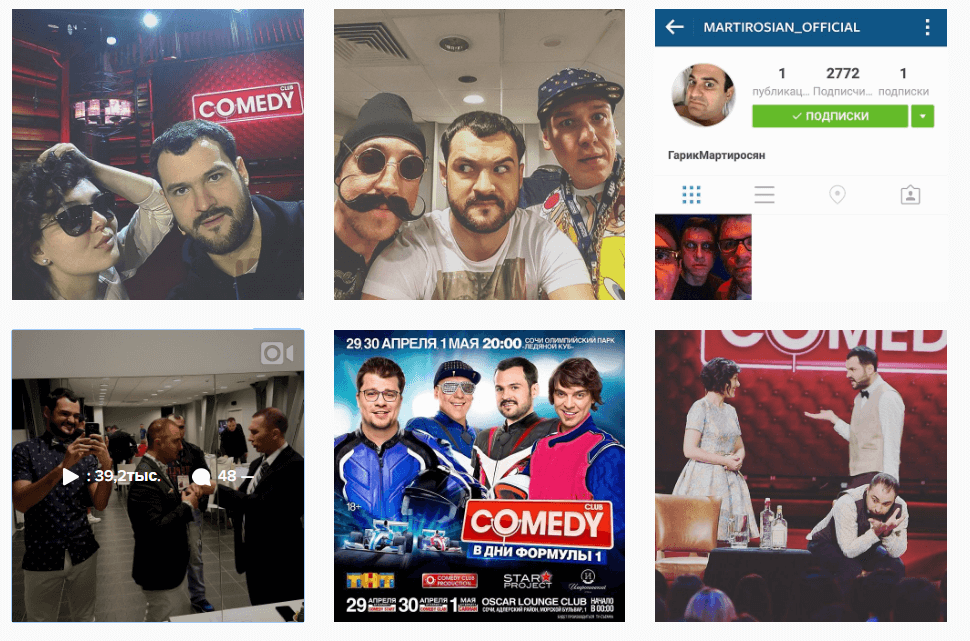 COMEDY
CLUB
MARTIROSIAN_OFFICIAL
1 2772 1
публикац... Подписчи... подписки
ПОДПИСКИ
ГарикМартиросян
: 39,2тыс. 48 —
29,30 АПРЕЛЯ, 1 МАЯ 20:00 СОЧИ ОЛИМПИЙСКИЙ ПАРК
"ЛЕДЯНОЙ КУБ"
18+
CLUB
COMEDY
В ДНИ ФОРМУЛЫ 1
ТНТ COMEDY CLUB PRODUCTION STAR PROJECT
29 АПРЕЛЯ 30 АПРЕЛЯ 1 МАЯ OSCAR LOUNGE CLUB НАЧАЛО
СОЧИ, АДЛЕРСКИЙ РАЙОН, МОРСКОЙ БУЛЬВАР, 1 В 00:00
COMED